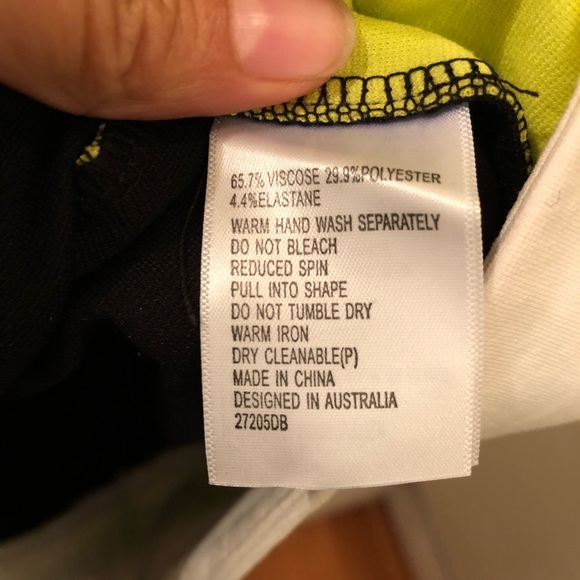 65.7% VISCOSE 29.9%POLYESTER
4.4%ELASTANE
WARM HAND WASH SEPARATELY
DO NOT BLEACH
REDUCED SPIN
PULL INTO SHAPE
DO NOT TUMBLE DRY
WARM IRON
DRY CLEANABLE(P)
MADE IN CHINA
DESIGNED IN AUSTRALIA
27205DB